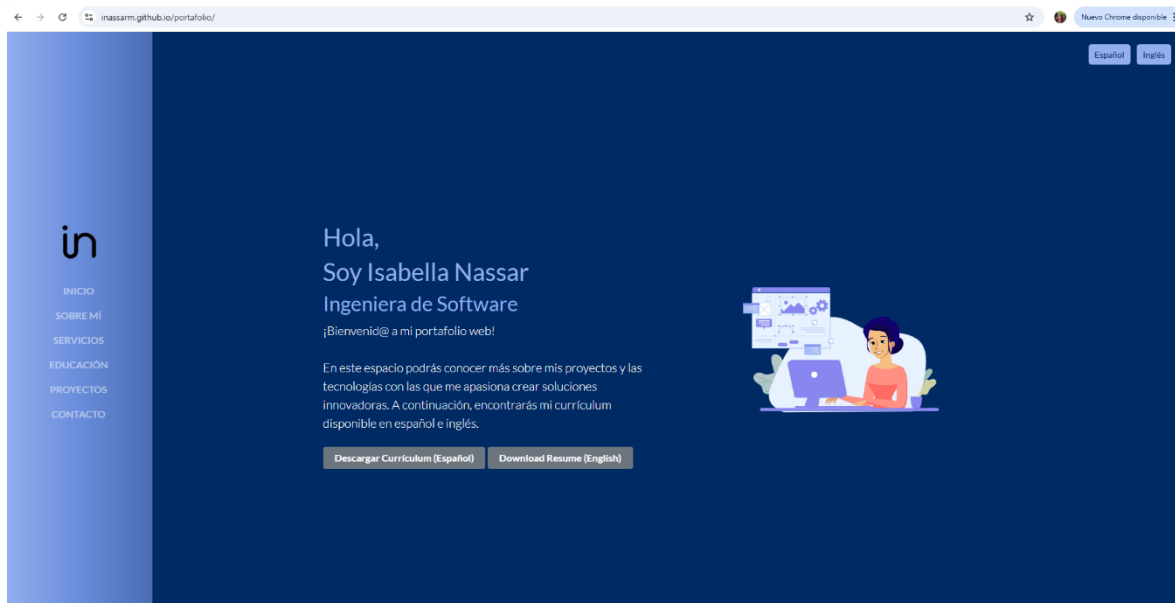 inassarm.github.io/portafolio/
Nuevo Chrome disponible
Español Inglés
in
INICIO
SOBRE MÍ
SERVICIOS
EDUCACIÓN
PROYECTOS
CONTACTO
Hola,
Soy Isabella Nassar
Ingeniera de Software
¡Bienvenid@ a mi portafolio web!
En este espacio podrás conocer más sobre mis proyectos y las
tecnologías con las que me apasiona crear soluciones
innovadoras. A continuación, encontrarás mi currículum
disponible en español e inglés.
Descargar Currículum (Español) Download Resume (English)